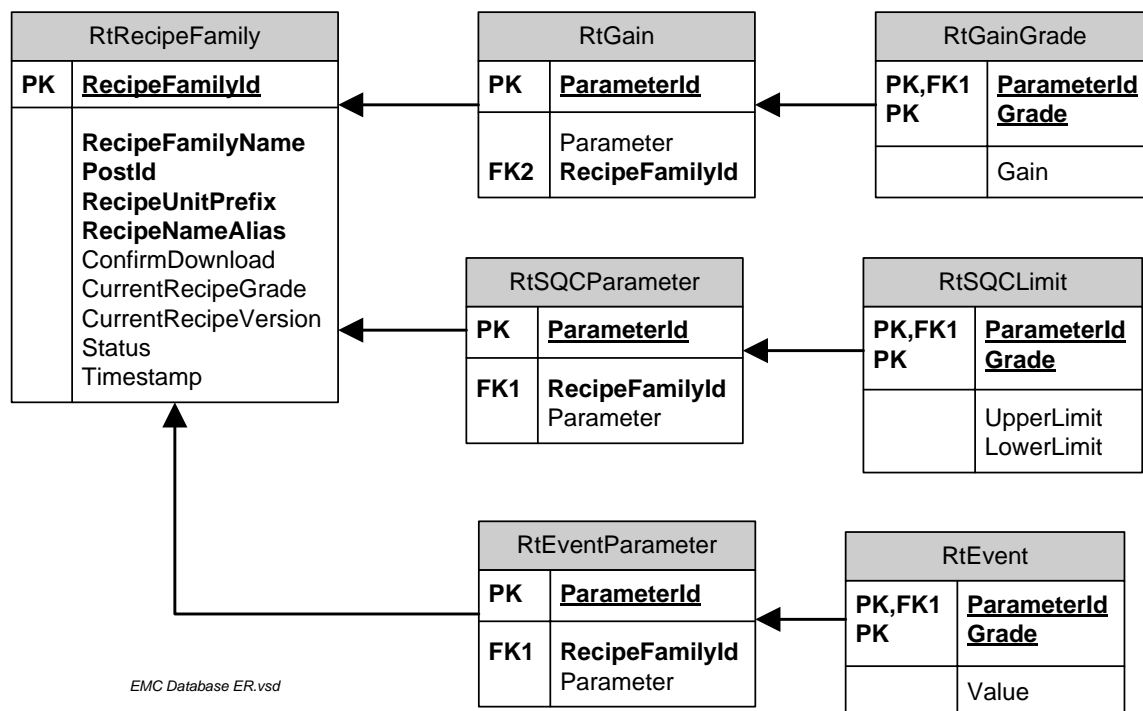 RtRecipeFamily
PK RecipeFamilyId
RecipeFamilyName
PostId
RecipeUnitPrefix
RecipeNameAlias
ConfirmDownload
CurrentRecipeGrade
CurrentRecipeVersion
Status
Timestamp
RtGain
PK ParameterId
Parameter
FK2 RecipeFamilyId
RtGainGrade
PK,FK1 ParameterId
PK Grade
Gain
RtSQCParameter
PK ParameterId
FK1 RecipeFamilyId
Parameter
RtSQCLimit
PK,FK1 ParameterId
PK Grade
UpperLimit
LowerLimit
RtEventParameter
PK ParameterId
FK1 RecipeFamilyId
Parameter
RtEvent
PK,FK1 ParameterId
PK Grade
Value
EMC Database ER.vsd